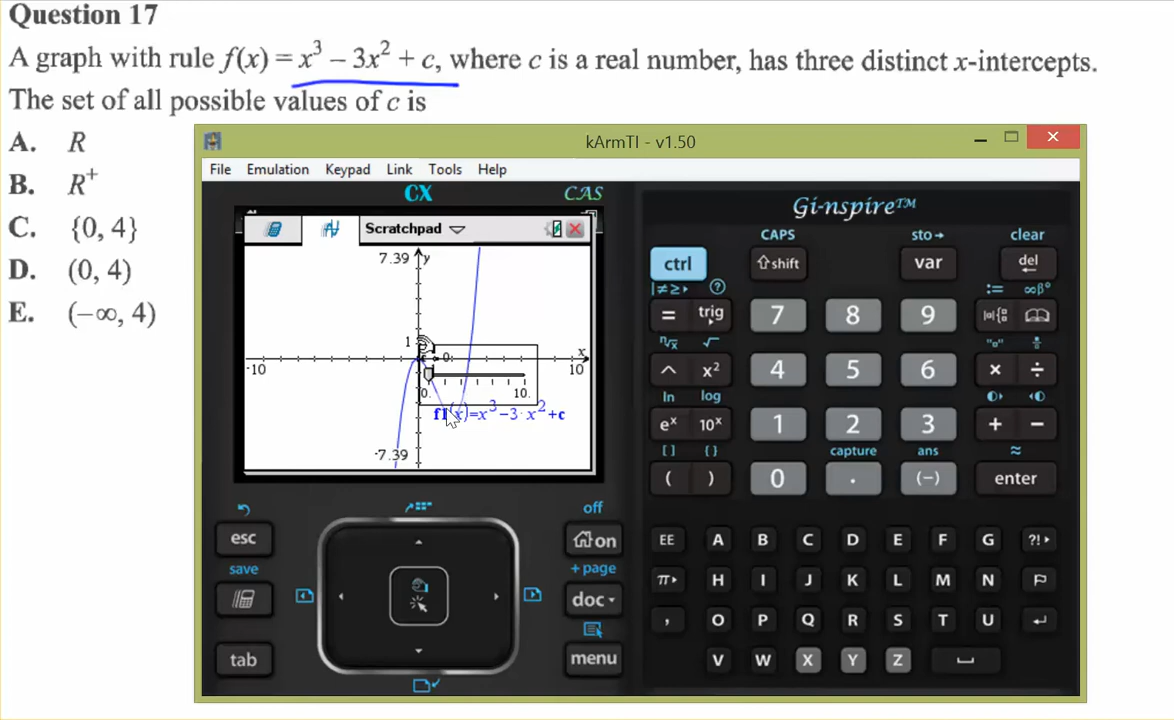 Question 17
A graph with rule f(x) = x³ – 3x² + c, where c is a real number, has three distinct x-intercepts.
The set of all possible values of c is
A. R
B. R⁺
C. {0, 4}
D. (0, 4)
E. (–∞, 4)
kArmTI - v1.50
File Emulation Keypad Link Tools Help
CX CAS
Gi-nspire™
Scratchpad
7.39 y
1
x
-10 10
0.
0. 10.
f1(x)=x³-3·x²+c
-7.39
CAPS sto→ clear
ctrl ⇧shift var del
|≠≥▸ ? := ∞β°
= trig 7 8 9 |□|{
ⁿ√x √ "□"
^ x² 4 5 6 × ÷
ln log
eˣ 10ˣ 1 2 3 + −
[ ] { } capture ans ≈
( ) 0 . (−) enter
off
esc on
save + page
doc▾
tab menu
EE A B C D E F G ?!▸
π▸ H I J K L M N
, O P Q R S T U ↵
V W X Y Z